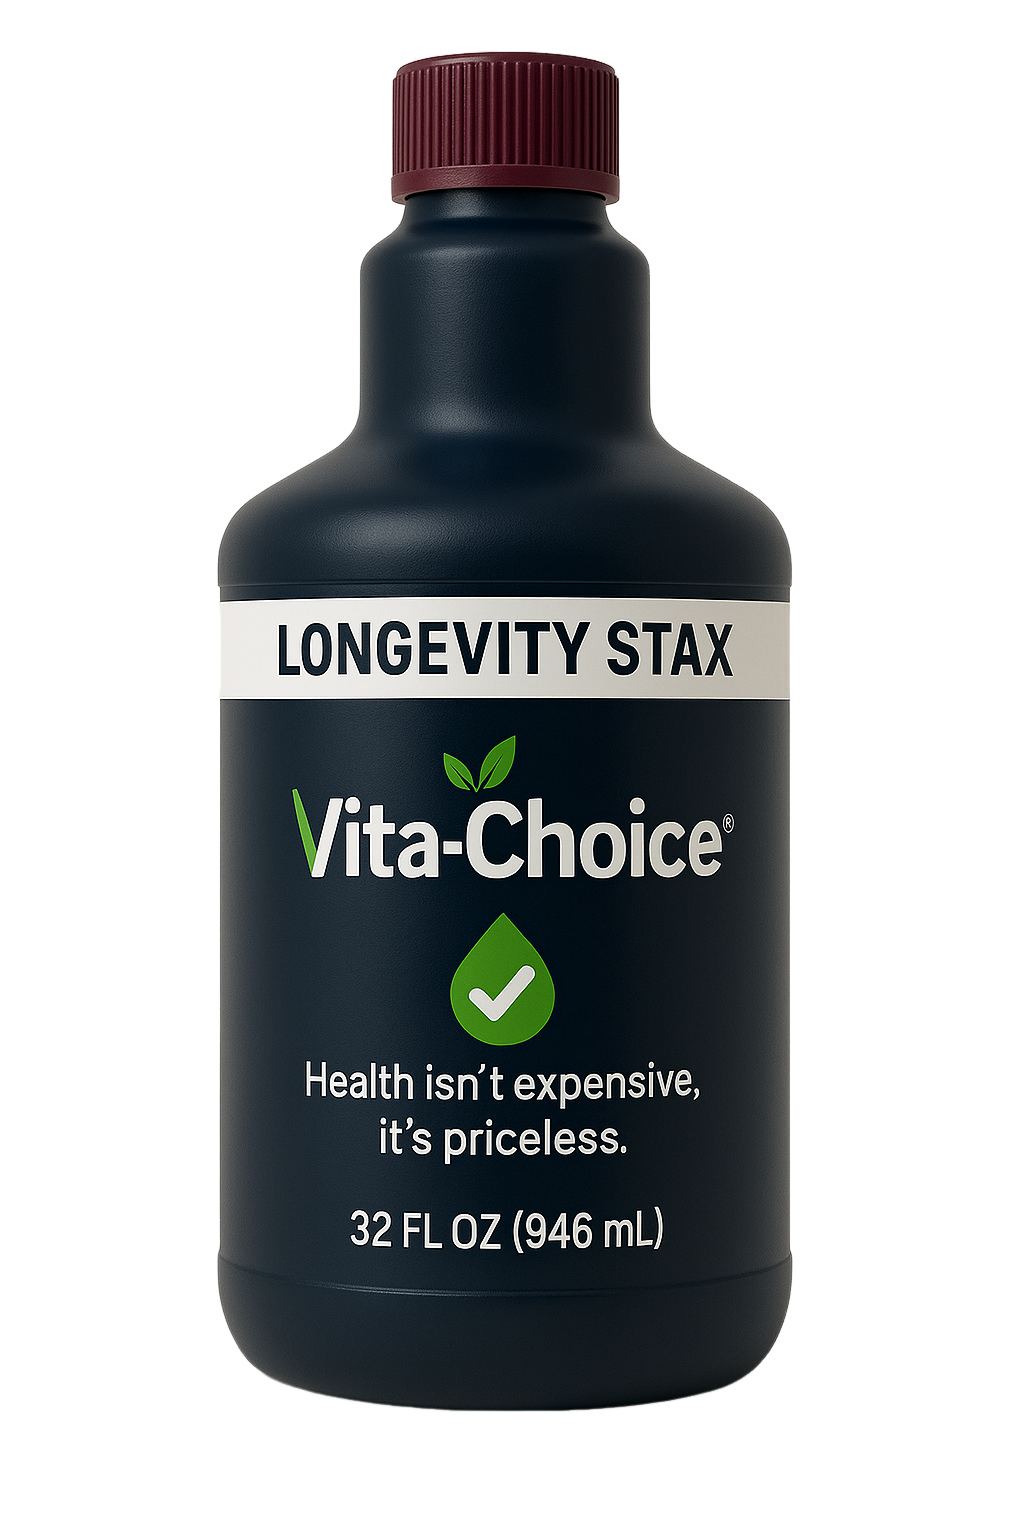 LONGEVITY STAX
Vita-Choice®
Health isn't expensive,
it's priceless.
32 FL OZ (946 mL)